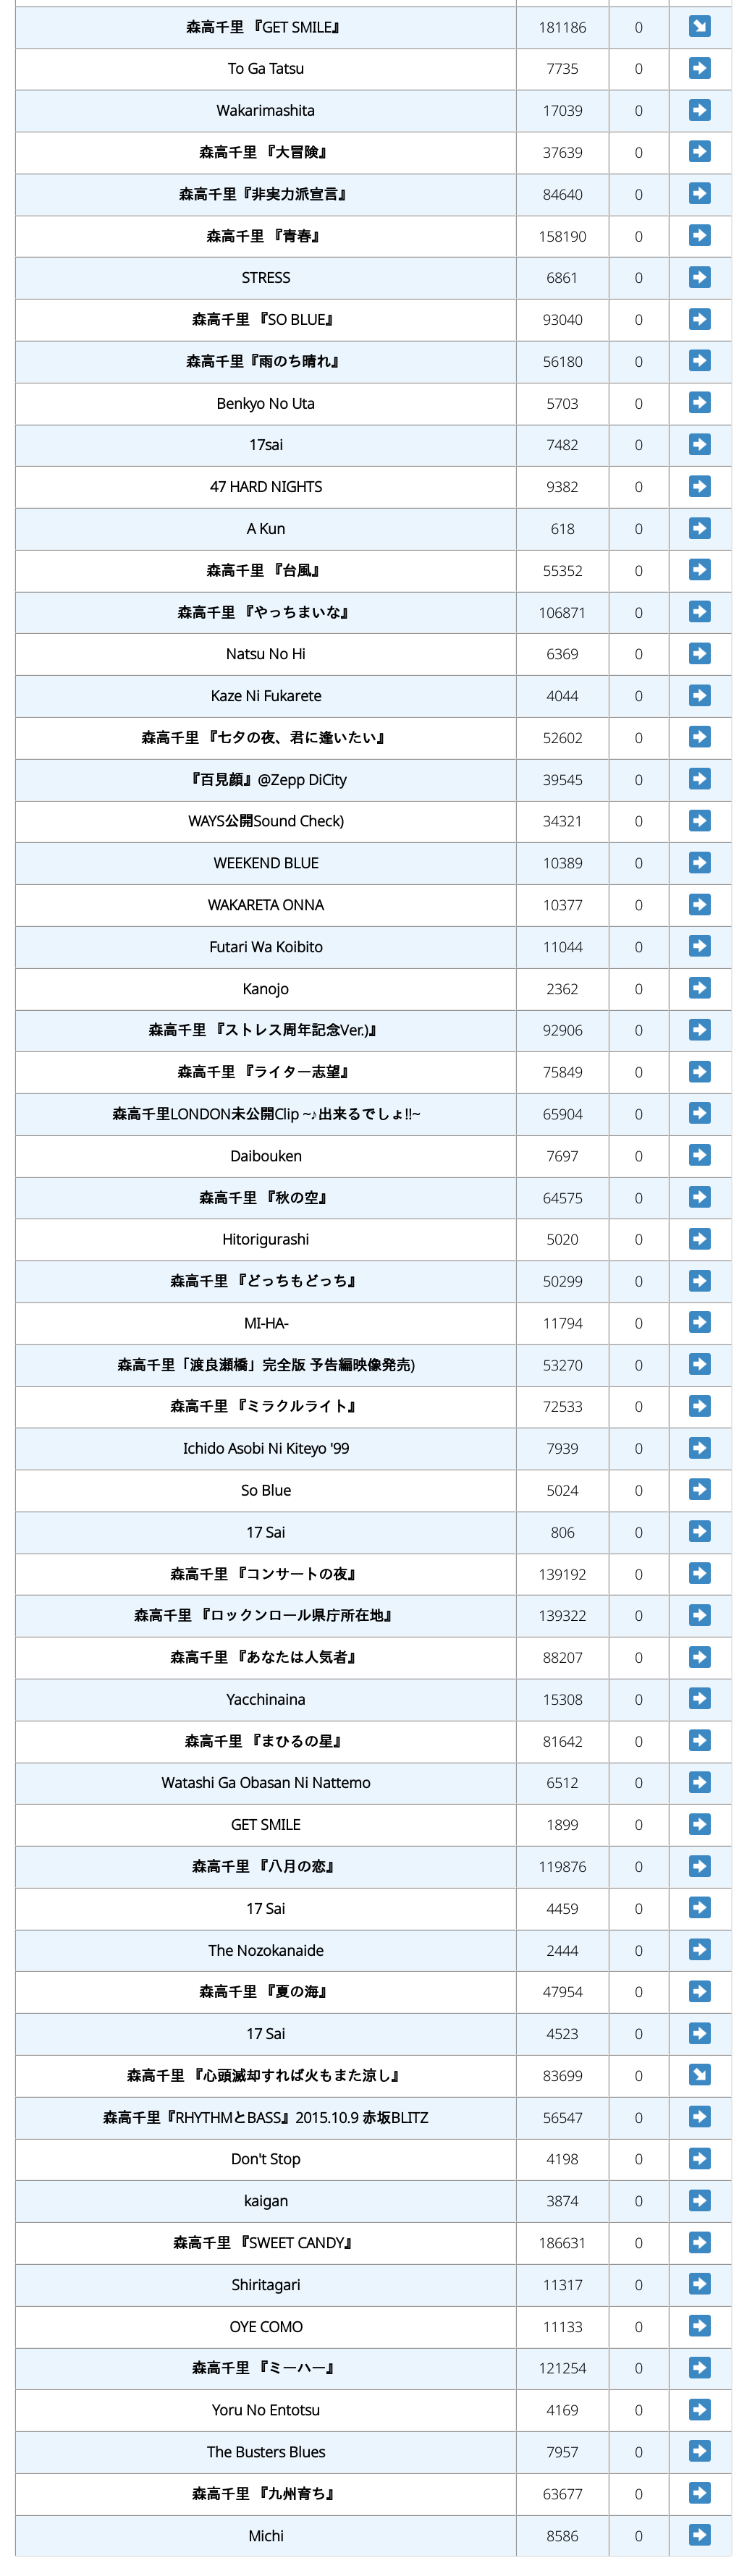 森高千里 『GET SMILE』 181186 0
To Ga Tatsu 7735 0
Wakarimashita 17039 0
森高千里 『大冒険』 37639 0
森高千里『非実力派宣言』 84640 0
森高千里 『青春』 158190 0
STRESS 6861 0
森高千里 『SO BLUE』 93040 0
森高千里『雨のち晴れ』 56180 0
Benkyo No Uta 5703 0
17sai 7482 0
47 HARD NIGHTS 9382 0
A Kun 618 0
森高千里 『台風』 55352 0
森高千里 『やっちまいな』 106871 0
Natsu No Hi 6369 0
Kaze Ni Fukarete 4044 0
森高千里 『七夕の夜、君に逢いたい』 52602 0
『百見顔』@Zepp DiCity 39545 0
WAYS公開Sound Check) 34321 0
WEEKEND BLUE 10389 0
WAKARETA ONNA 10377 0
Futari Wa Koibito 11044 0
Kanojo 2362 0
森高千里 『ストレス周年記念Ver.)』 92906 0
森高千里 『ライター志望』 75849 0
森高千里LONDON未公開Clip ~♪出来るでしょ!!~ 65904 0
Daibouken 7697 0
森高千里 『秋の空』 64575 0
Hitorigurashi 5020 0
森高千里 『どっちもどっち』 50299 0
MI-HA- 11794 0
森高千里「渡良瀬橋」完全版 予告編映像発売) 53270 0
森高千里 『ミラクルライト』 72533 0
Ichido Asobi Ni Kiteyo '99 7939 0
So Blue 5024 0
17 Sai 806 0
森高千里 『コンサートの夜』 139192 0
森高千里 『ロックンロール県庁所在地』 139322 0
森高千里 『あなたは人気者』 88207 0
Yacchinaina 15308 0
森高千里 『まひるの星』 81642 0
Watashi Ga Obasan Ni Nattemo 6512 0
GET SMILE 1899 0
森高千里 『八月の恋』 119876 0
17 Sai 4459 0
The Nozokanaide 2444 0
森高千里 『夏の海』 47954 0
17 Sai 4523 0
森高千里 『心頭滅却すれば火もまた涼し』 83699 0
森高千里『RHYTHMとBASS』2015.10.9 赤坂BLITZ 56547 0
Don't Stop 4198 0
kaigan 3874 0
森高千里 『SWEET CANDY』 186631 0
Shiritagari 11317 0
OYE COMO 11133 0
森高千里 『ミーハー』 121254 0
Yoru No Entotsu 4169 0
The Busters Blues 7957 0
森高千里 『九州育ち』 63677 0
Michi 8586 0